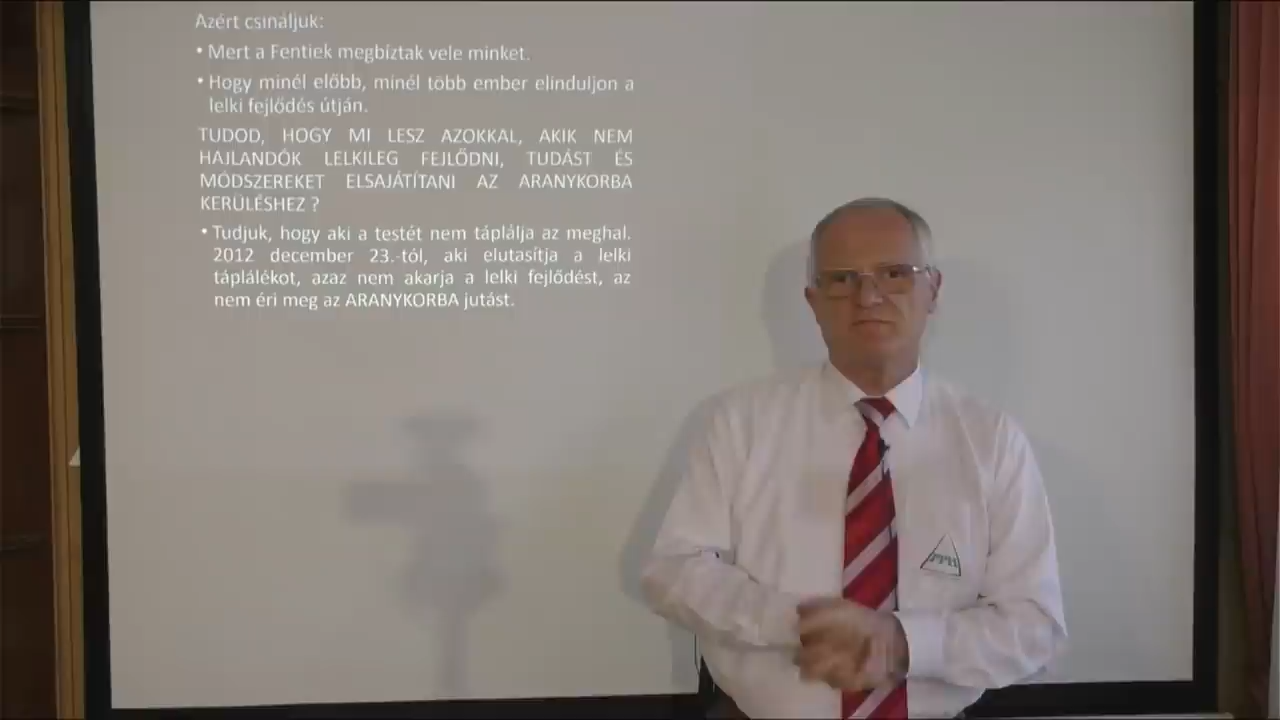 Azért csináljuk:
• Mert a Fentiek megbíztak vele minket.
• Hogy minél előbb, minél több ember elinduljon a
lelki fejlődés útján.
TUDOD, HOGY MI LESZ AZOKKAL, AKIK NEM
HAJLANDÓK LELKILEG FEJLŐDNI, TUDÁST ÉS
MÓDSZEREKET ELSAJÁTÍTANI AZ ARANYKORBA
KERÜLÉSHEZ ?
• Tudjuk, hogy aki a testét nem táplálja az meghal.
2012 december 23.-tól, aki elutasítja a lelki
táplálékot, azaz nem akarja a lelki fejlődést, az
nem éri meg az ARANYKORBA jutást.